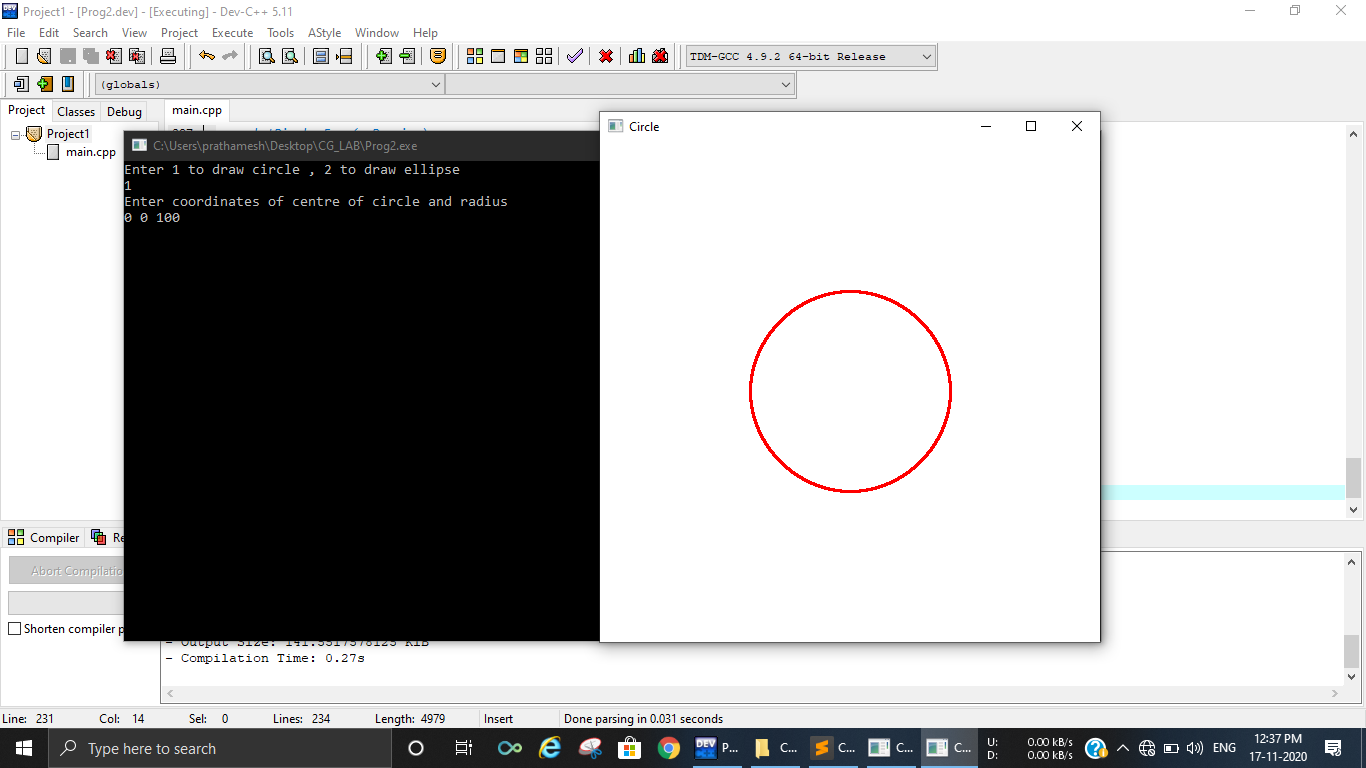 Project1 - [Prog2.dev] - [Executing] - Dev-C++ 5.11
File Edit Search View Project Execute Tools AStyle Window Help
TDM-GCC 4.9.2 64-bit Release
(globals)
Project Classes Debug
main.cpp
Project1
main.cpp
C:\Users\prathamesh\Desktop\CG_LAB\Prog2.exe
Enter 1 to draw circle , 2 to draw ellipse
1
Enter coordinates of centre of circle and radius
0 0 100
Circle
Compiler Re
Abort Compilatio
Shorten compiler p
- Output Size: 141.5517578125 KiB
- Compilation Time: 0.27s
Line: 231 Col: 14 Sel: 0 Lines: 234 Length: 4979 Insert Done parsing in 0.031 seconds
Type here to search
DEV P... C... C... C... C...
U: 0.00 kB/s
D: 0.00 kB/s
ENG
12:37 PM
17-11-2020